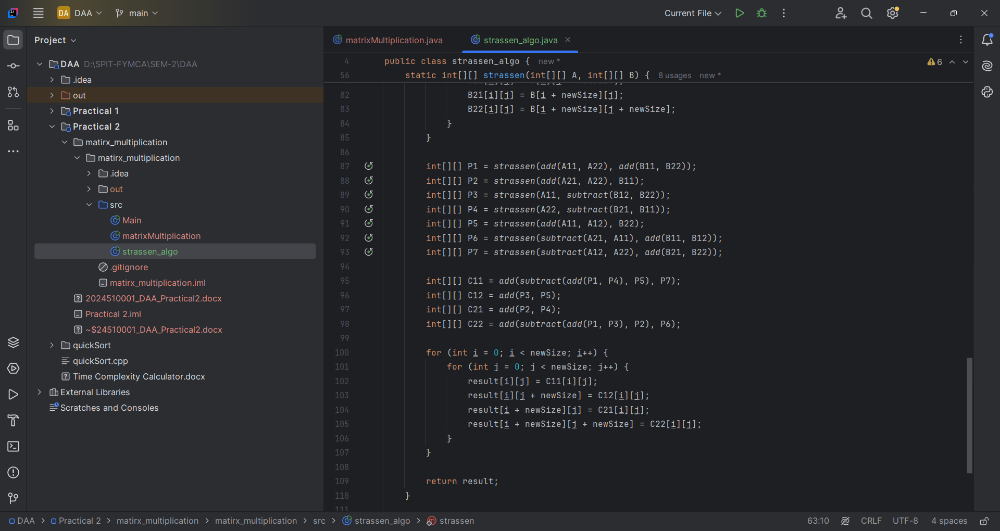 DA DAA main Current File
Project
DAA D:\SPIT-FYMCA\SEM-2\DAA
.idea
out
Practical 1
Practical 2
matirx_multiplication
matirx_multiplication
.idea
out
src
Main
matrixMultiplication
strassen_algo
.gitignore
matirx_multiplication.iml
2024510001_DAA_Practical2.docx
Practical 2.iml
~$24510001_DAA_Practical2.docx
quickSort
quickSort.cpp
Time Complexity Calculator.docx
External Libraries
Scratches and Consoles
matrixMultiplication.java strassen_algo.java
4 public class strassen_algo { new *
6
56 static int[][] strassen(int[][] A, int[][] B) { 8 usages new *
82 B21[i][j] = B[i + newSize][j];
83 B22[i][j] = B[i + newSize][j + newSize];
84 }
85 }
86
87 int[][] P1 = strassen(add(A11, A22), add(B11, B22));
88 int[][] P2 = strassen(add(A21, A22), B11);
89 int[][] P3 = strassen(A11, subtract(B12, B22));
90 int[][] P4 = strassen(A22, subtract(B21, B11));
91 int[][] P5 = strassen(add(A11, A12), B22);
92 int[][] P6 = strassen(subtract(A21, A11), add(B11, B12));
93 int[][] P7 = strassen(subtract(A12, A22), add(B21, B22));
94
95 int[][] C11 = add(subtract(add(P1, P4), P5), P7);
96 int[][] C12 = add(P3, P5);
97 int[][] C21 = add(P2, P4);
98 int[][] C22 = add(subtract(add(P1, P3), P2), P6);
99
100 for (int i = 0; i < newSize; i++) {
101 for (int j = 0; j < newSize; j++) {
102 result[i][j] = C11[i][j];
103 result[i][j + newSize] = C12[i][j];
104 result[i + newSize][j] = C21[i][j];
105 result[i + newSize][j + newSize] = C22[i][j];
106 }
107 }
108
109 return result;
110 }
111
DAA > Practical 2 > matirx_multiplication > matirx_multiplication > src > strassen_algo > strassen 63:10 CRLF UTF-8 4 spaces